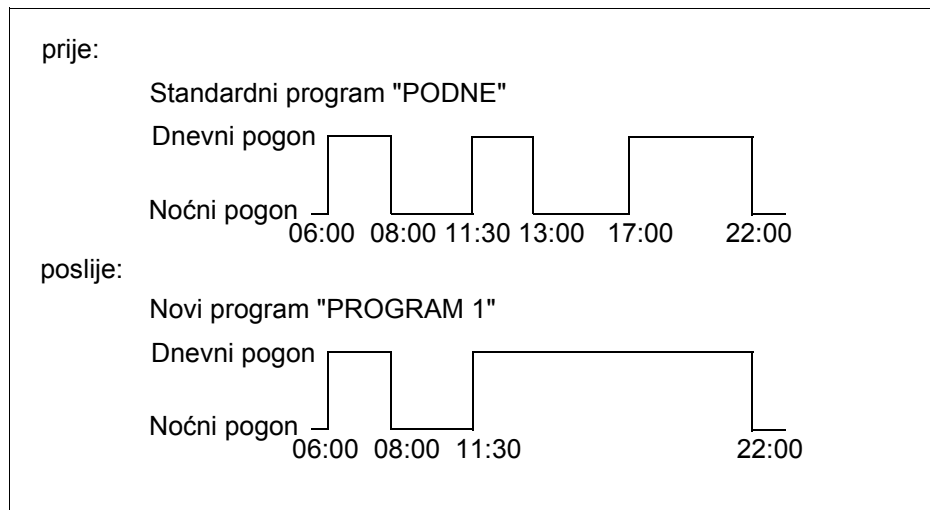 prije:
Standardni program "PODNE"
Dnevni pogon
Noćni pogon
06:00 08:00 11:30 13:00 17:00 22:00
poslije:
Novi program "PROGRAM 1"
Dnevni pogon
Noćni pogon
06:00 08:00 11:30 22:00